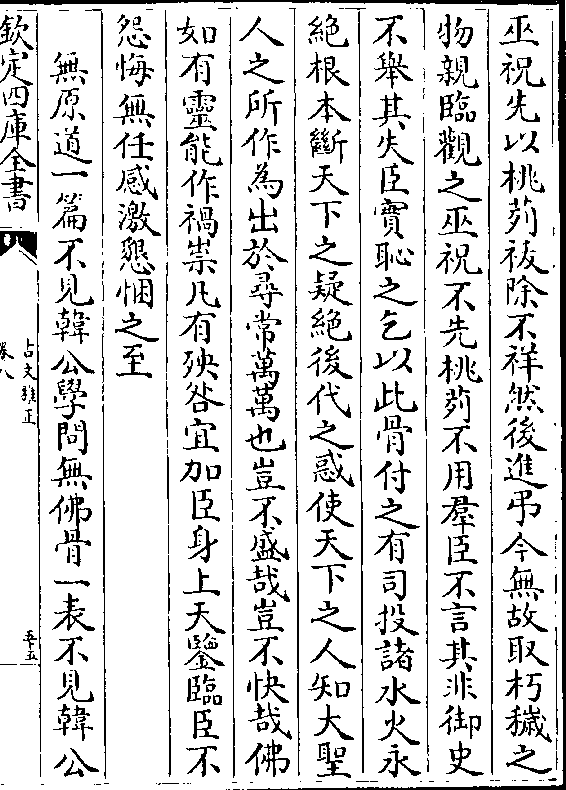 巫祝先以桃茢祓除不祥然後進弔今無故取朽穢之
物親臨觀之巫祝不先桃茢不用羣臣不言其非御史
不舉其失臣實恥之乞以此骨付之有司投諸水火永
絶根本斷天下之疑絶後代之惑使天下之人知大聖
人之所作為出於尋常萬萬也豈不盛哉豈不快哉佛
如有靈能作禍祟凡有殃咎宜加臣身上天鑒臨臣不
怨悔無任感激懇悃之至
無原道一篇不見韓公學問無佛骨一表不見韓公
欽定四庫全書
古文雅正
卷八
五十五